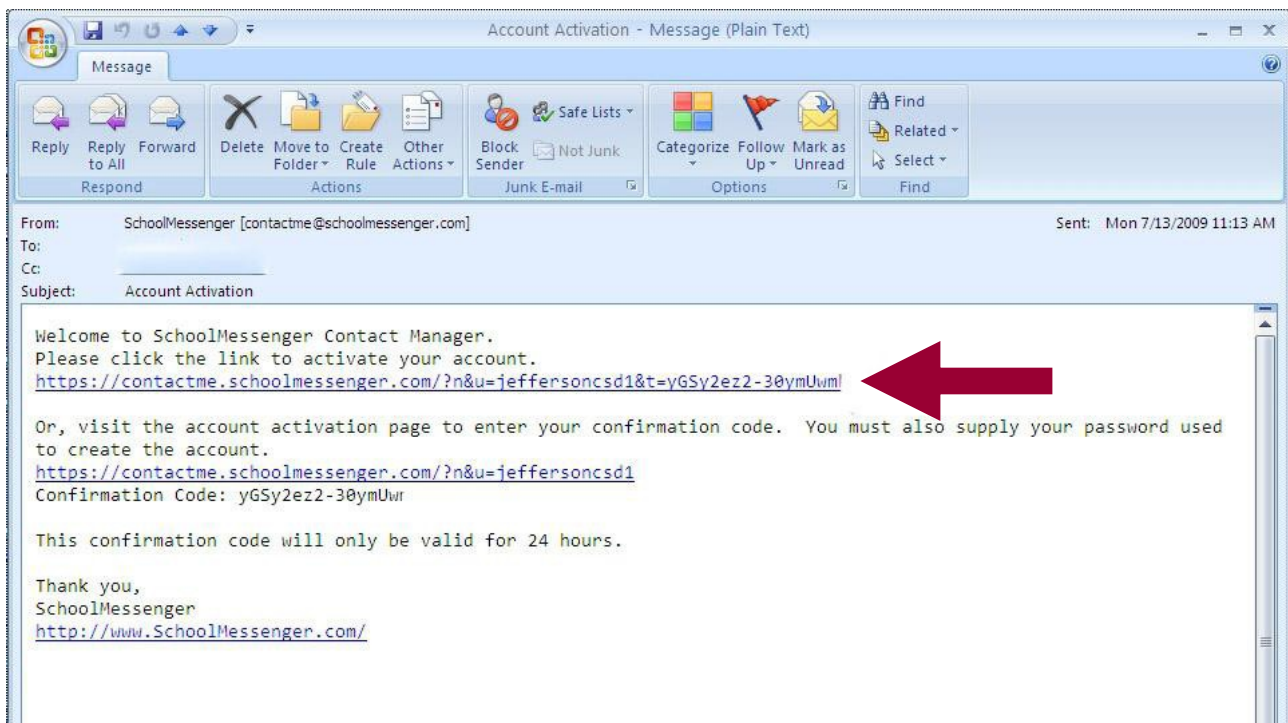 Account Activation - Message (Plain Text)
Message
Reply
Reply to All
Forward
Respond
Delete
Move to Folder
Create Rule
Other Actions
Actions
Block Sender
Safe Lists
Not Junk
Junk E-mail
Categorize
Follow Up
Mark as Unread
Options
Find
Related
Select
Find
From: SchoolMessenger [contactme@schoolmessenger.com]
Sent: Mon 7/13/2009 11:13 AM
To:
Cc:
Subject: Account Activation
Welcome to SchoolMessenger Contact Manager.
Please click the link to activate your account.
https://contactme.schoolmessenger.com/?n&u=jeffersoncsd1&t=yGSy2ez2-30ymUwm
Or, visit the account activation page to enter your confirmation code.  You must also supply your password used
to create the account.
https://contactme.schoolmessenger.com/?n&u=jeffersoncsd1
Confirmation Code: yGSy2ez2-30ymUw
This confirmation code will only be valid for 24 hours.
Thank you,
SchoolMessenger
http://www.SchoolMessenger.com/